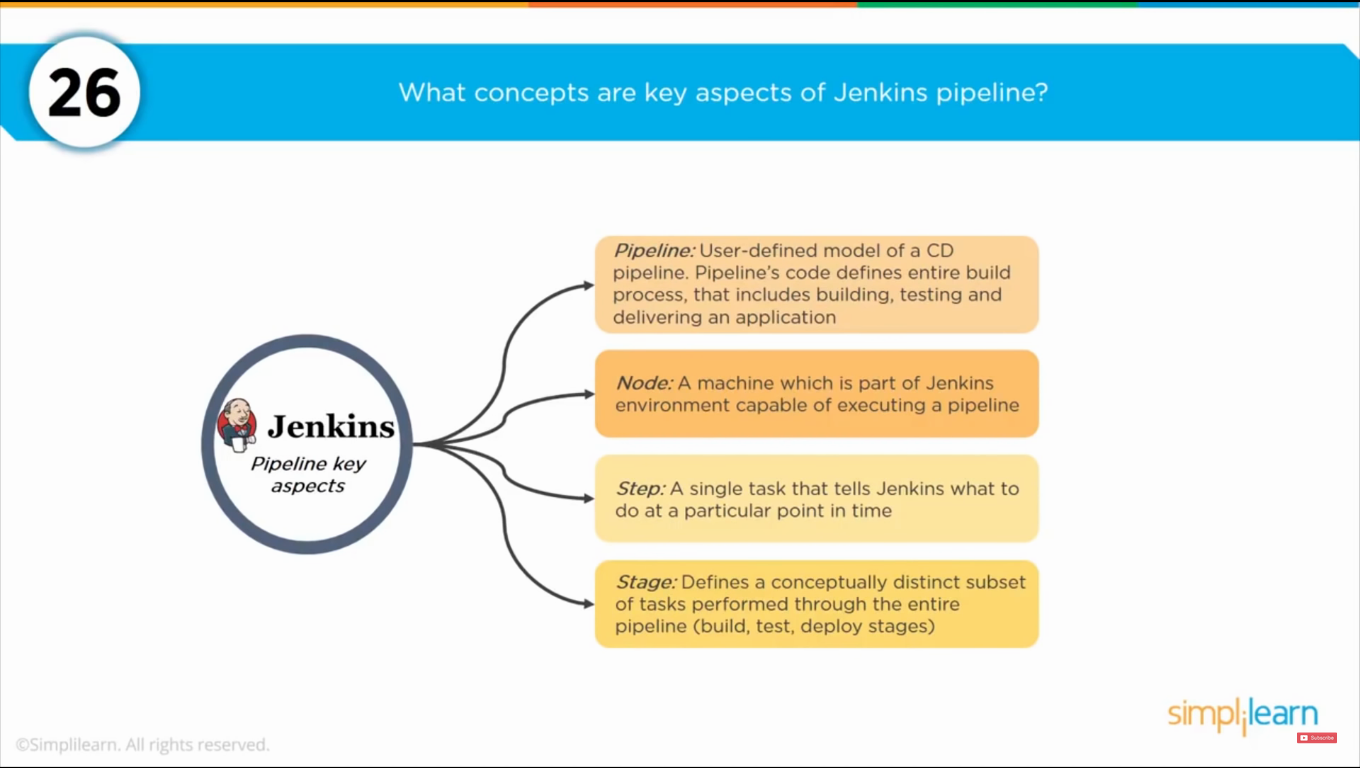 26
What concepts are key aspects of Jenkins pipeline?
Pipeline: User-defined model of a CD
pipeline. Pipeline's code defines entire build
process, that includes building, testing and
delivering an application
Node: A machine which is part of Jenkins
environment capable of executing a pipeline
Jenkins
Pipeline key
aspects
Step: A single task that tells Jenkins what to
do at a particular point in time
Stage: Defines a conceptually distinct subset
of tasks performed through the entire
pipeline (build, test, deploy stages)
simplilearn
Subscribe
©Simplilearn. All rights reserved.